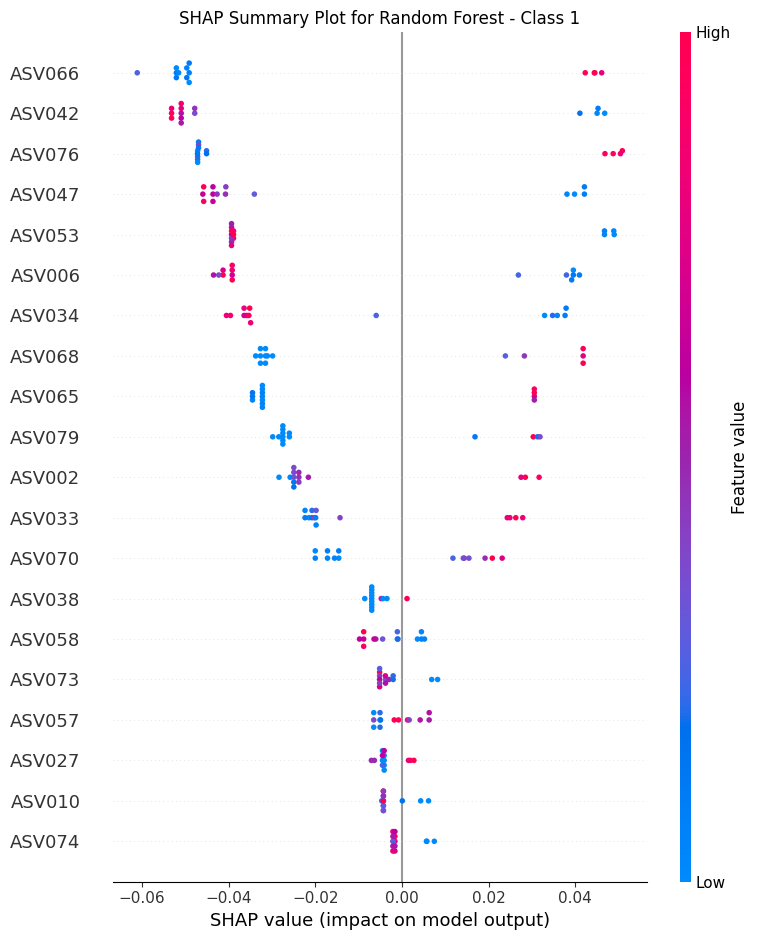 SHAP Summary Plot for Random Forest - Class 1
High
ASV066
ASV042
ASV076
ASV047
ASV053
ASV006
ASV034
ASV068
ASV065
ASV079
ASV002
ASV033
ASV070
ASV038
ASV058
ASV073
ASV057
ASV027
ASV010
ASV074
Feature value
Low
−0.06 −0.04 −0.02 0.00 0.02 0.04
SHAP value (impact on model output)